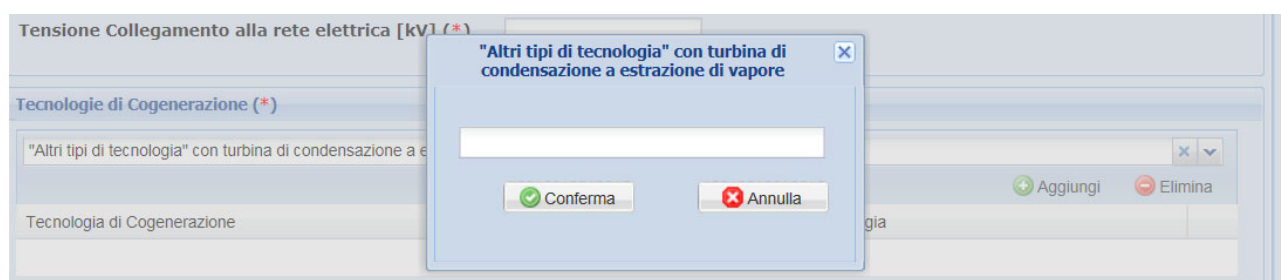 Tensione Collegamento alla rete elettrica [kV] (*)
"Altri tipi di tecnologia" con turbina di
condensazione a estrazione di vapore
Tecnologie di Cogenerazione (*)
"Altri tipi di tecnologia" con turbina di condensazione a e
Aggiungi Elimina
Conferma Annulla
Tecnologia di Cogenerazione gia